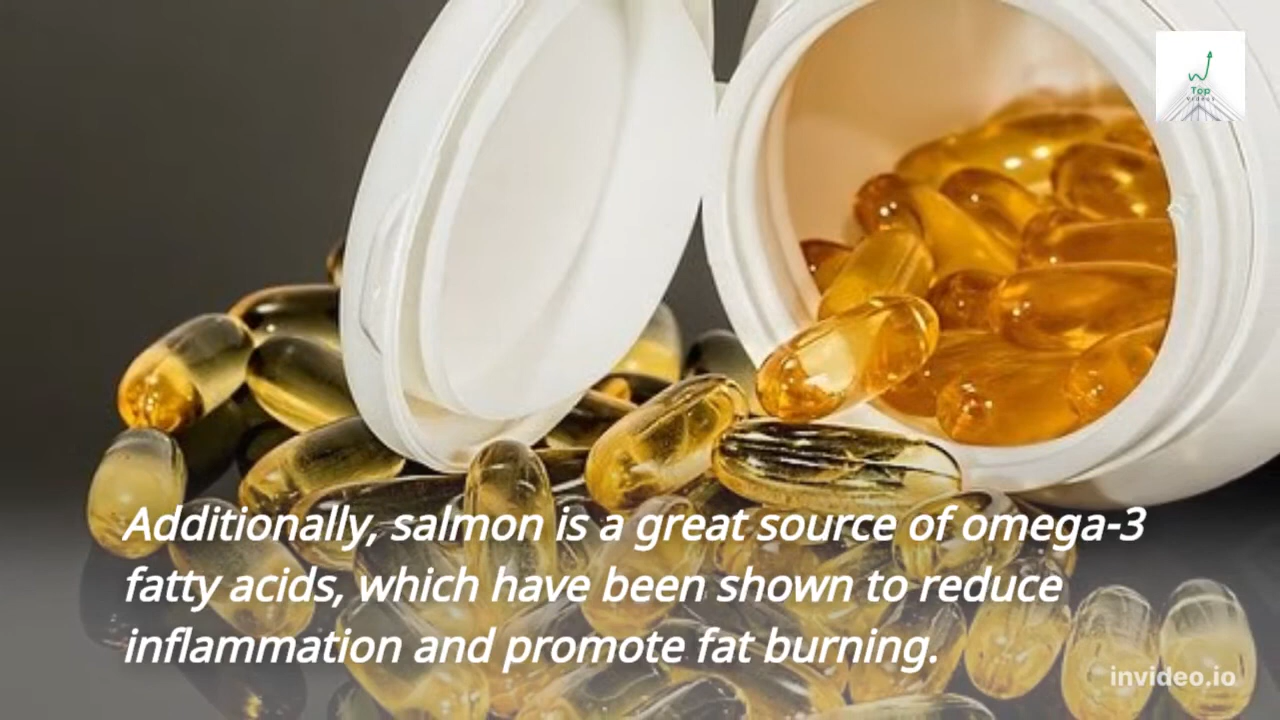 Top
Videos
Additionally, salmon is a great source of omega-3
fatty acids, which have been shown to reduce
inflammation and promote fat burning.
invideo.io